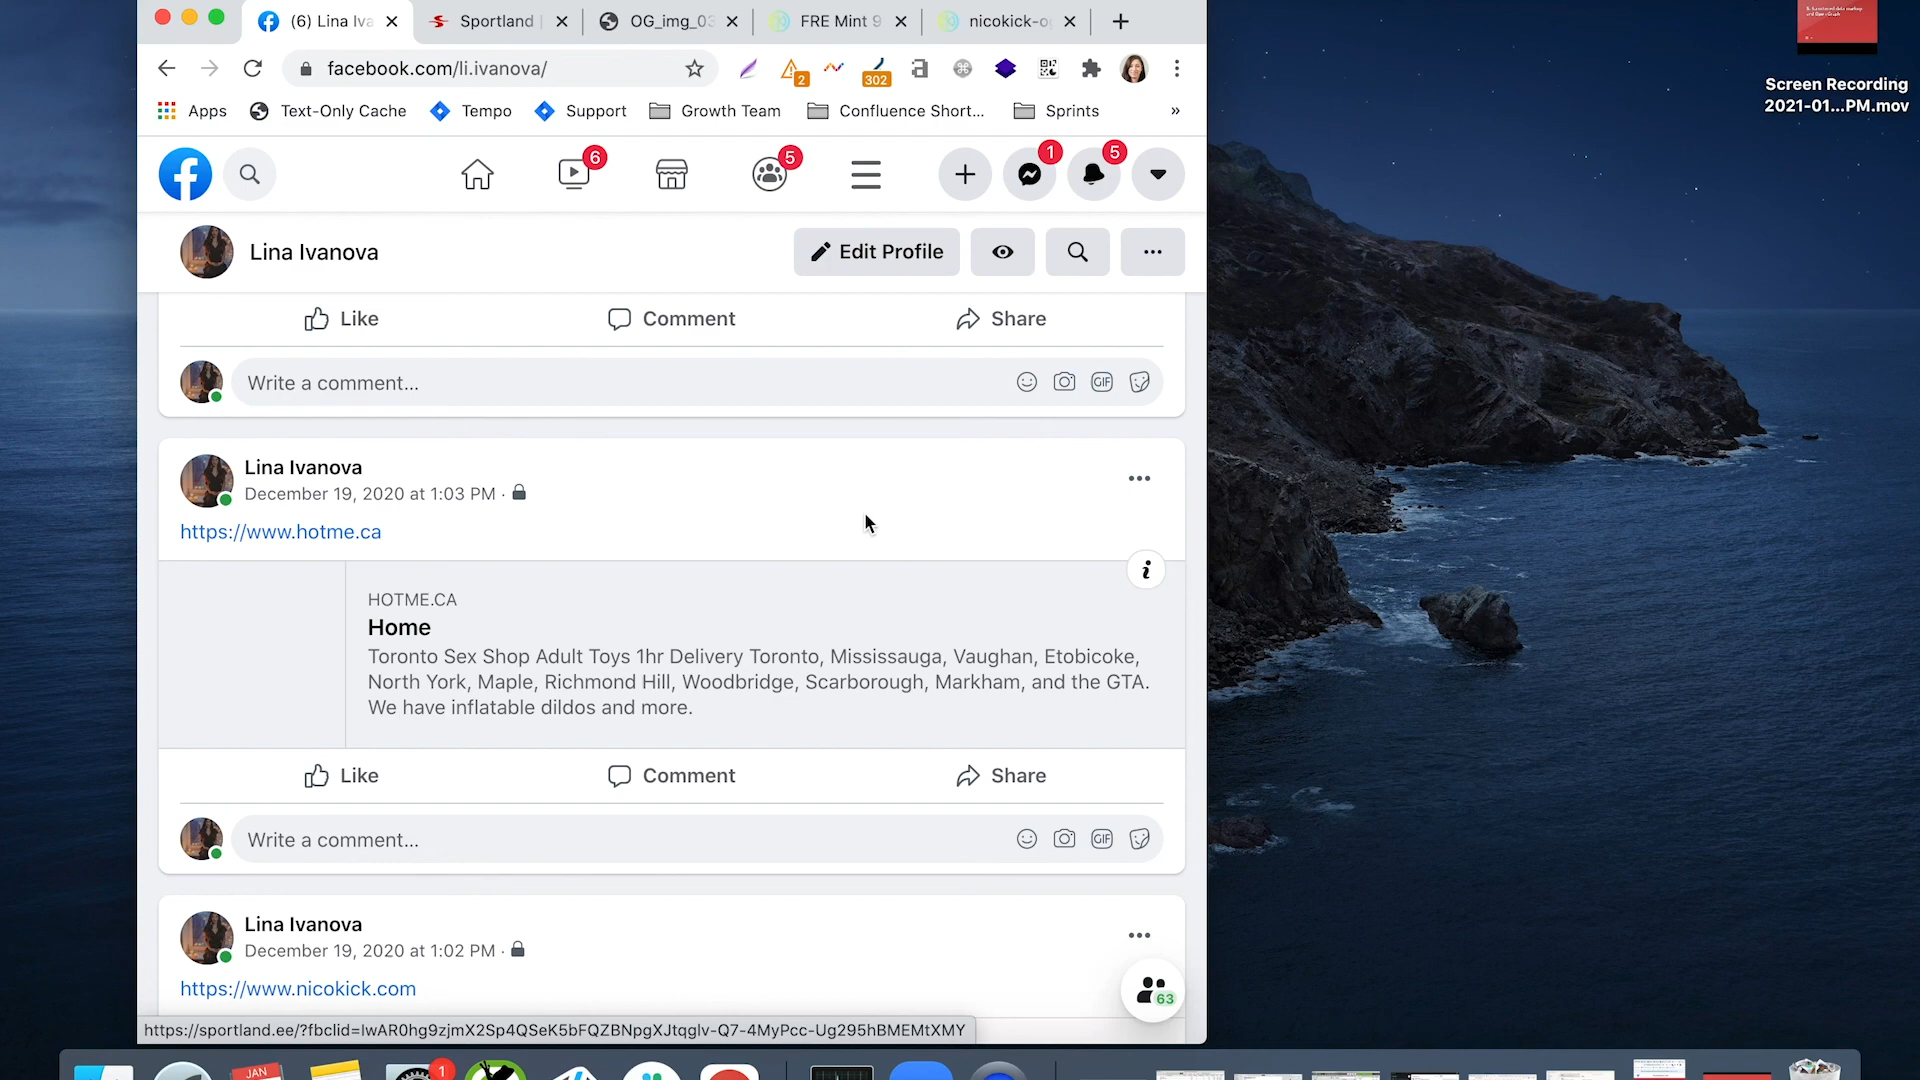 (6) Lina Iva
Sportland
OG_img_03
FRE Mint 9
nicokick-o
facebook.com/li.ivanova/
2
302
Apps
Text-Only Cache
Tempo
Support
Growth Team
Confluence Short...
Sprints
»
6
5
1
5
Lina Ivanova
Edit Profile
Like
Comment
Share
Write a comment...
GIF
Lina Ivanova
December 19, 2020 at 1:03 PM ·
https://www.hotme.ca
HOTME.CA
Home
Toronto Sex Shop Adult Toys 1hr Delivery Toronto, Mississauga, Vaughan, Etobicoke,
North York, Maple, Richmond Hill, Woodbridge, Scarborough, Markham, and the GTA.
We have inflatable dildos and more.
Like
Comment
Share
Write a comment...
GIF
Lina Ivanova
December 19, 2020 at 1:02 PM ·
https://www.nicokick.com
63
https://sportland.ee/?fbclid=IwAR0hg9zjmX2Sp4QSeK5bFQZBNpgXJtqglv-Q7-4MyPcc-Ug295hBMEMtXMY
JAN
1
Screen Recording
2021-01...PM.mov